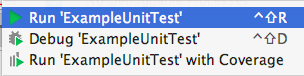 Run 'ExampleUnitTest' ^⇧R
Debug 'ExampleUnitTest' ^⇧D
Run 'ExampleUnitTest' with Coverage